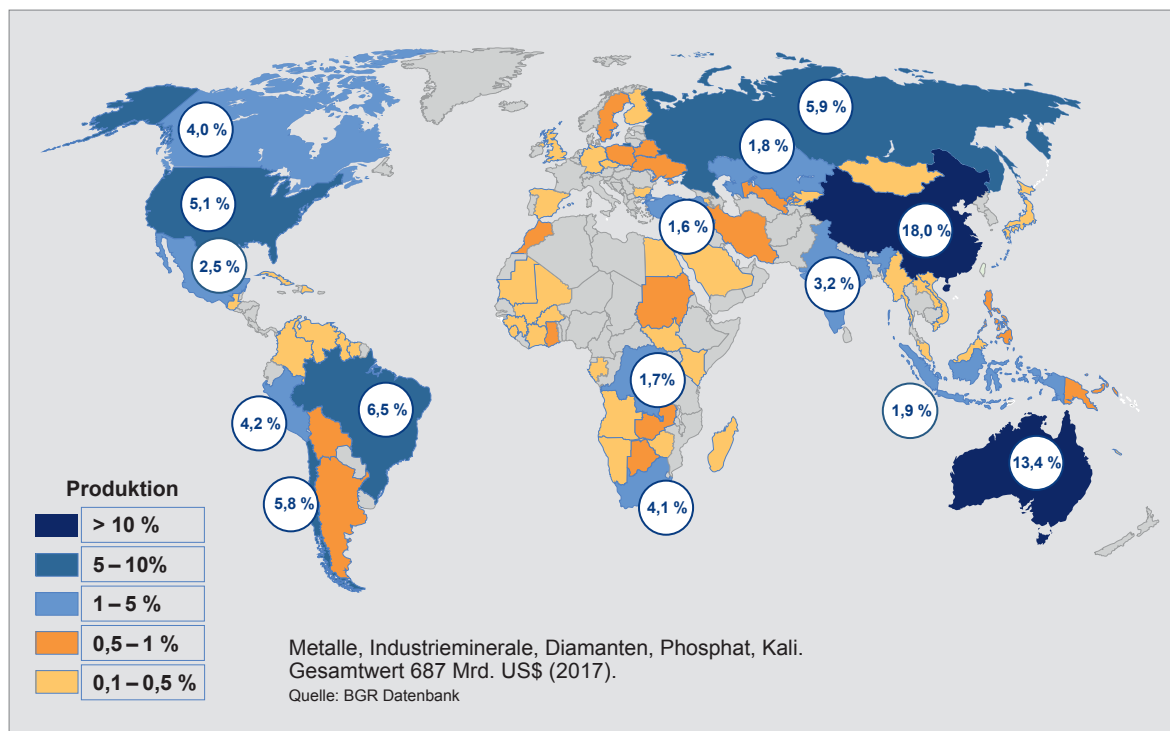 5,9 %
4,0 %
1,8 %
5,1 %
1,6 %
18,0 %
2,5 %
3,2 %
1,7%
6,5 %
1,9 %
4,2 %
13,4 %
5,8 %
4,1 %
Produktion
> 10 %
5 – 10%
1 – 5 %
0,5 – 1 %
0,1 – 0,5 %
Metalle, Industrieminerale, Diamanten, Phosphat, Kali.
Gesamtwert 687 Mrd. US$ (2017).
Quelle: BGR Datenbank